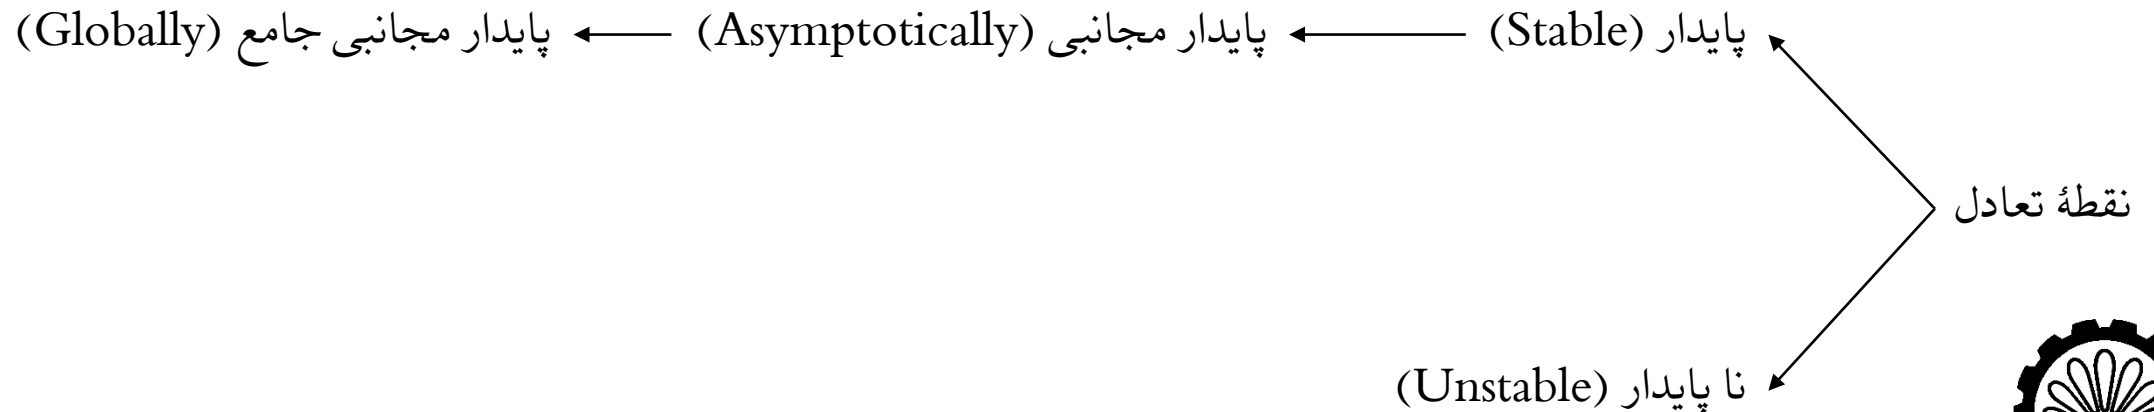 پایدار (Stable) پایدار مجانبی (Asymptotically) پایدار مجانبی جامع (Globally)
نقطهٔ تعادل
نا پایدار (Unstable)